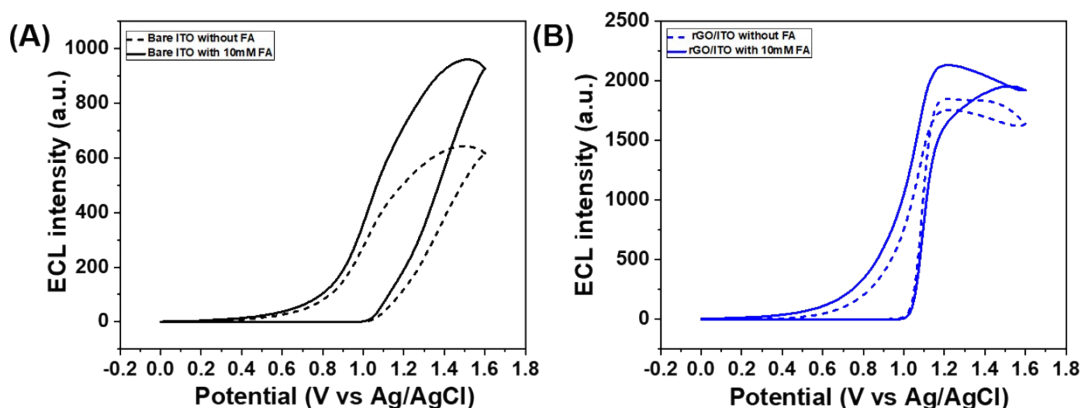 (A)
Bare ITO without FA
Bare ITO with 10mM FA
ECL intensity (a.u.)
1000
800
600
400
200
0
-0.2 0.0 0.2 0.4 0.6 0.8 1.0 1.2 1.4 1.6 1.8
Potential (V vs Ag/AgCl)
(B)
rGO/ITO without FA
rGO/ITO with 10mM FA
ECL intensity (a.u.)
2500
2000
1500
1000
500
0
-0.2 0.0 0.2 0.4 0.6 0.8 1.0 1.2 1.4 1.6 1.8
Potential (V vs Ag/AgCl)